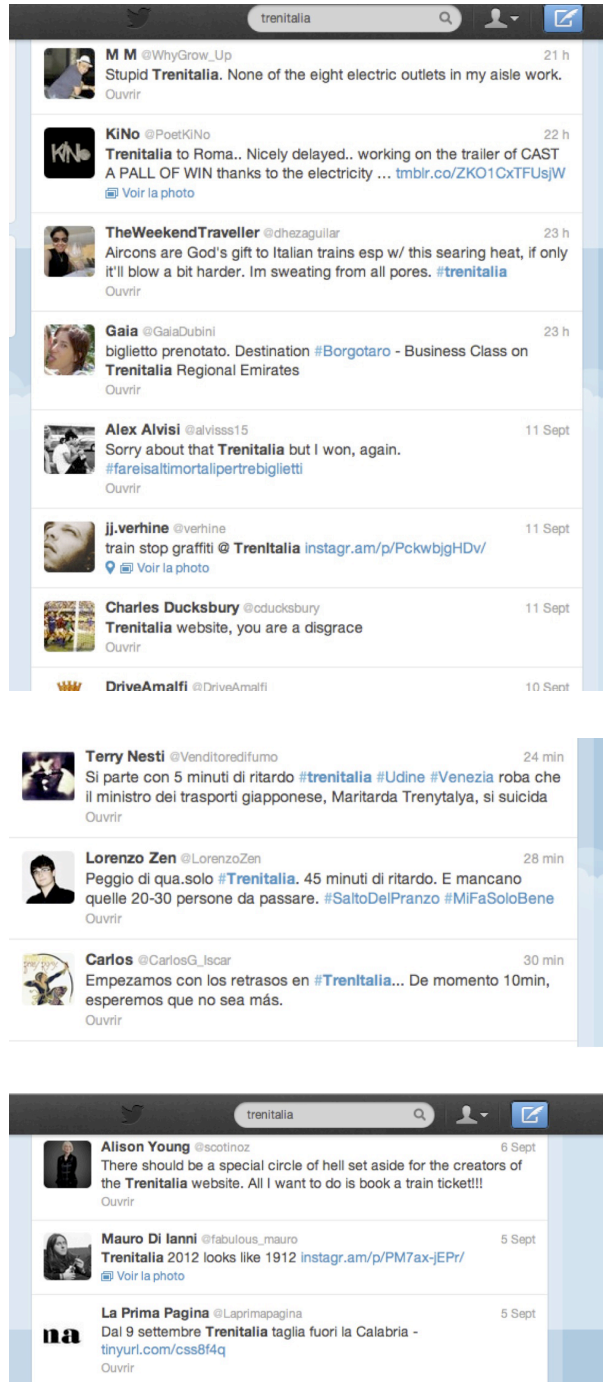 trenitalia
M M @WhyGrow_Up 21 h
Stupid Trenitalia. None of the eight electric outlets in my aisle work.
Ouvrir
KiNo @PoetKiNo 22 h
Trenitalia to Roma.. Nicely delayed.. working on the trailer of CAST
A PALL OF WIN thanks to the electricity … tmblr.co/ZKO1CxTFUsjW
Voir la photo
TheWeekendTraveller @dhezaguilar 23 h
Aircons are God's gift to Italian trains esp w/ this searing heat, if only
it'll blow a bit harder. Im sweating from all pores. #trenitalia
Ouvrir
Gaia @GaiaDubini 23 h
biglietto prenotato. Destination #Borgotaro - Business Class on
Trenitalia Regional Emirates
Ouvrir
Alex Alvisi @alvisss15 11 Sept
Sorry about that Trenitalia but I won, again.
#fareisaltimortalipertrebiglietti
Ouvrir
jj.verhine @verhine 11 Sept
train stop graffiti @ TrenItalia instagr.am/p/PckwbjgHDv/
Voir la photo
Charles Ducksbury @cducksbury 11 Sept
Trenitalia website, you are a disgrace
Ouvrir
DriveAmalfi @DriveAmalfi 10 Sept
Terry Nesti @Venditoredifumo 24 min
Si parte con 5 minuti di ritardo #trenitalia #Udine #Venezia roba che
il ministro dei trasporti giapponese, Maritarda Trenytalya, si suicida
Ouvrir
Lorenzo Zen @LorenzoZen 28 min
Peggio di qua.solo #Trenitalia. 45 minuti di ritardo. E mancano
quelle 20-30 persone da passare. #SaltoDelPranzo #MiFaSoloBene
Ouvrir
Carlos @CarlosG_Iscar 30 min
Empezamos con los retrasos en #TrenItalia... De momento 10min,
esperemos que no sea más.
Ouvrir
trenitalia
Alison Young @scotinoz 6 Sept
There should be a special circle of hell set aside for the creators of
the Trenitalia website. All I want to do is book a train ticket!!!
Ouvrir
Mauro Di Ianni @fabulous_mauro 5 Sept
Trenitalia 2012 looks like 1912 instagr.am/p/PM7ax-jEPr/
Voir la photo
La Prima Pagina @Laprimapagina 5 Sept
na
Dal 9 settembre Trenitalia taglia fuori la Calabria -
tinyurl.com/css8f4q
Ouvrir